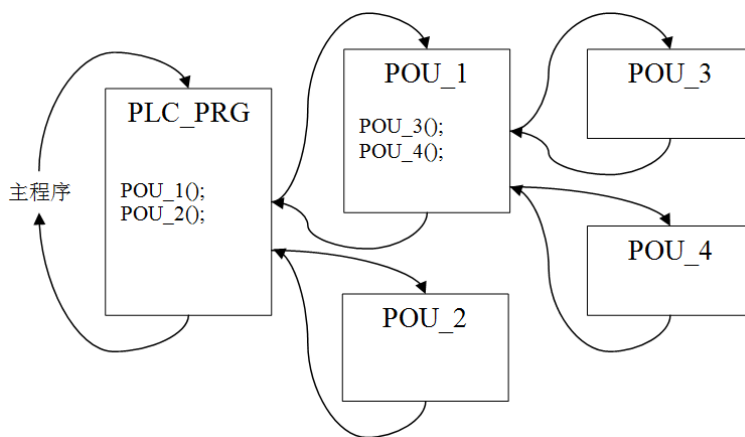 主程序
PLC_PRG
POU_1();
POU_2();
POU_1
POU_3();
POU_4();
POU_2
POU_3
POU_4